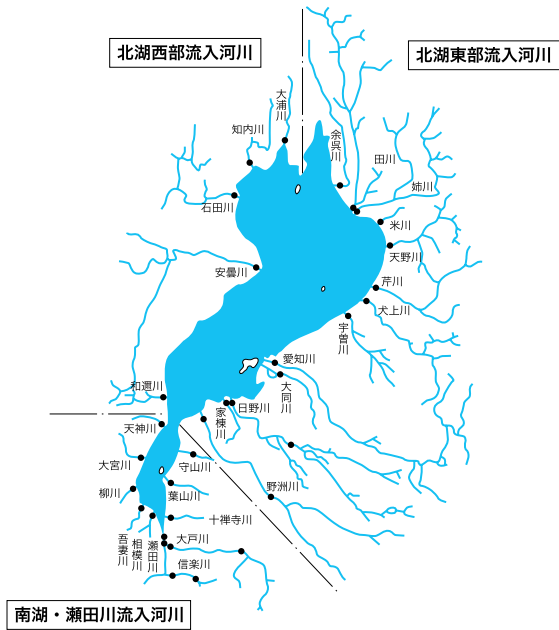 北湖西部流入河川
北湖東部流入河川
大浦川
知内川
余呉川
田川
姉川
石田川
米川
天野川
安曇川
芹川
犬上川
宇曽川
愛知川
大同川
和邇川
日野川
家棟川
天神川
大宮川
守山川
野洲川
柳川
葉山川
十禅寺川
吾妻川
相模川
瀬田川
大戸川
信楽川
南湖・瀬田川流入河川